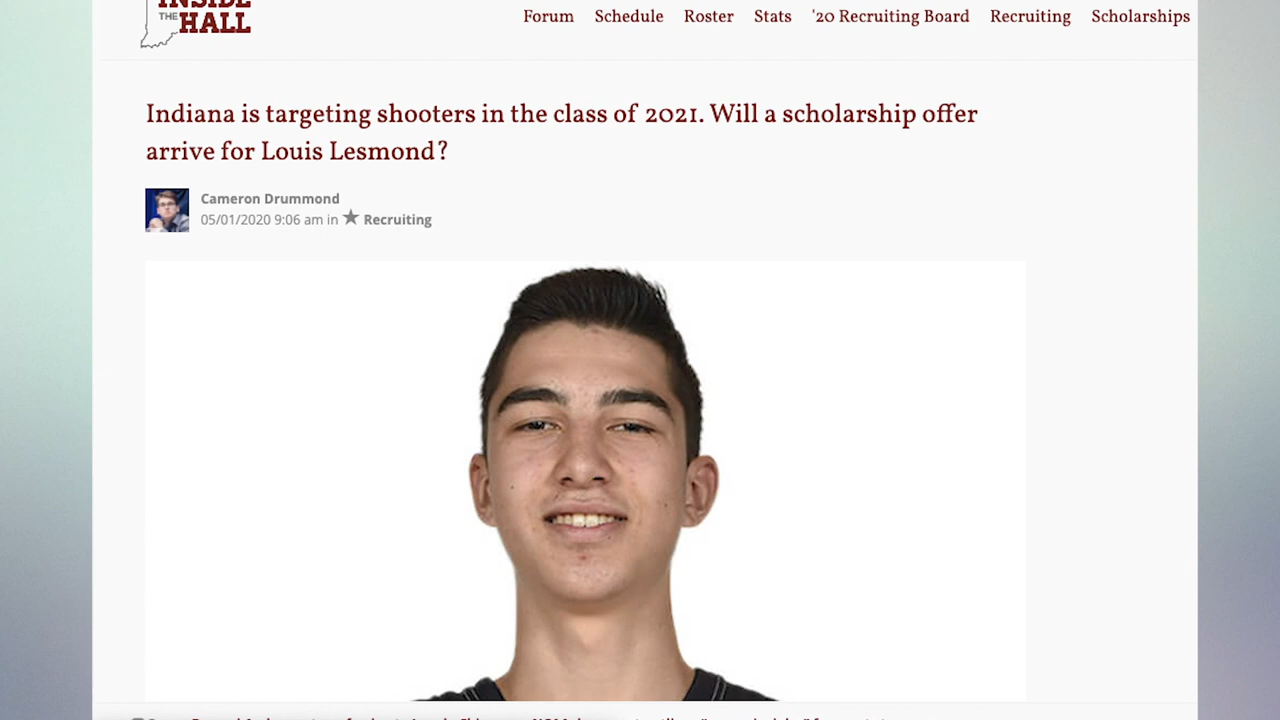 INSIDE
THE HALL
Forum Schedule Roster Stats '20 Recruiting Board Recruiting Scholarships
Indiana is targeting shooters in the class of 2021. Will a scholarship offer
arrive for Louis Lesmond?
Cameron Drummond
05/01/2020 9:06 am in ★ Recruiting